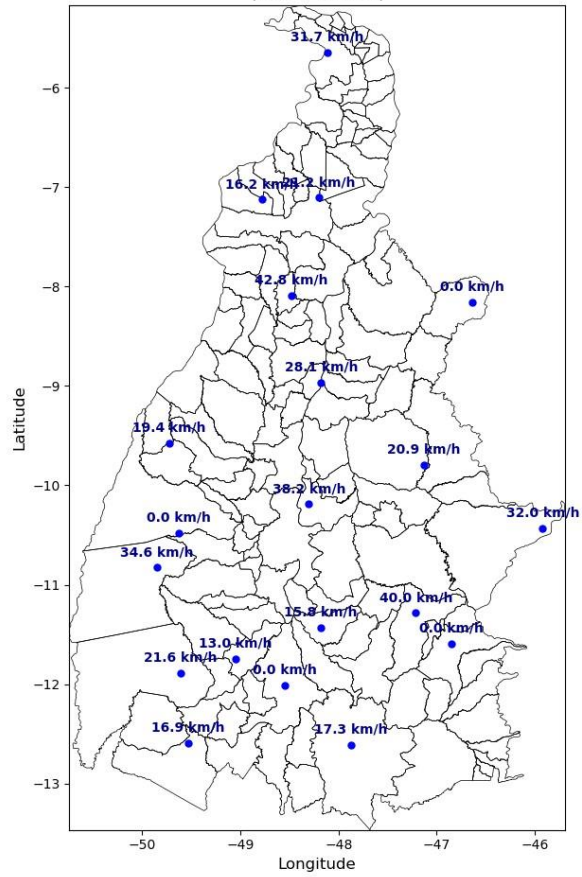 31.7 km/h
−6
16.2 km/h 21.2 km/h
−7
42.8 km/h
0.0 km/h
−8
28.1 km/h
−9
19.4 km/h
20.9 km/h
−10
38.2 km/h
32.0 km/h
0.0 km/h
34.6 km/h
−11
40.0 km/h
15.8 km/h
0.0 km/h
13.0 km/h
21.6 km/h
0.0 km/h
−12
16.9 km/h
17.3 km/h
−13
Latitude
−50 −49 −48 −47 −46
Longitude